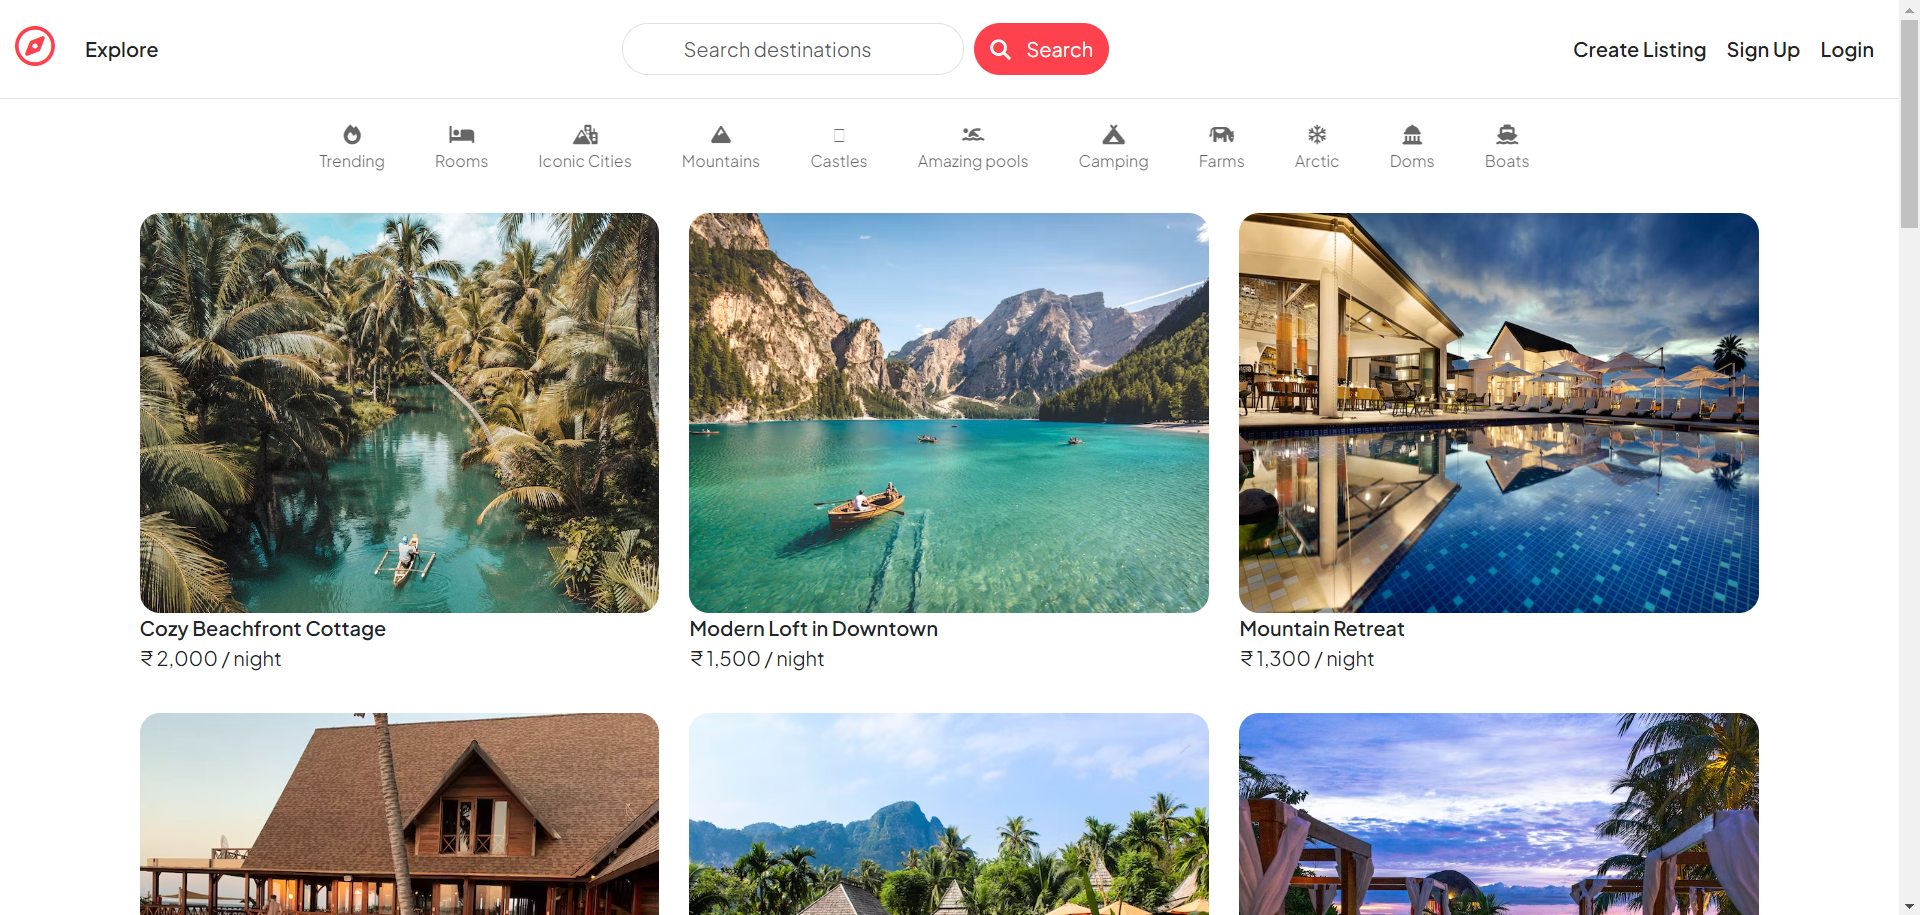 Explore
Search destinations
Search
Create Listing
Sign Up
Login
Trending
Rooms
Iconic Cities
Mountains
Castles
Amazing pools
Camping
Farms
Arctic
Doms
Boats
Cozy Beachfront Cottage
₹ 2,000 / night
Modern Loft in Downtown
₹ 1,500 / night
Mountain Retreat
₹ 1,300 / night